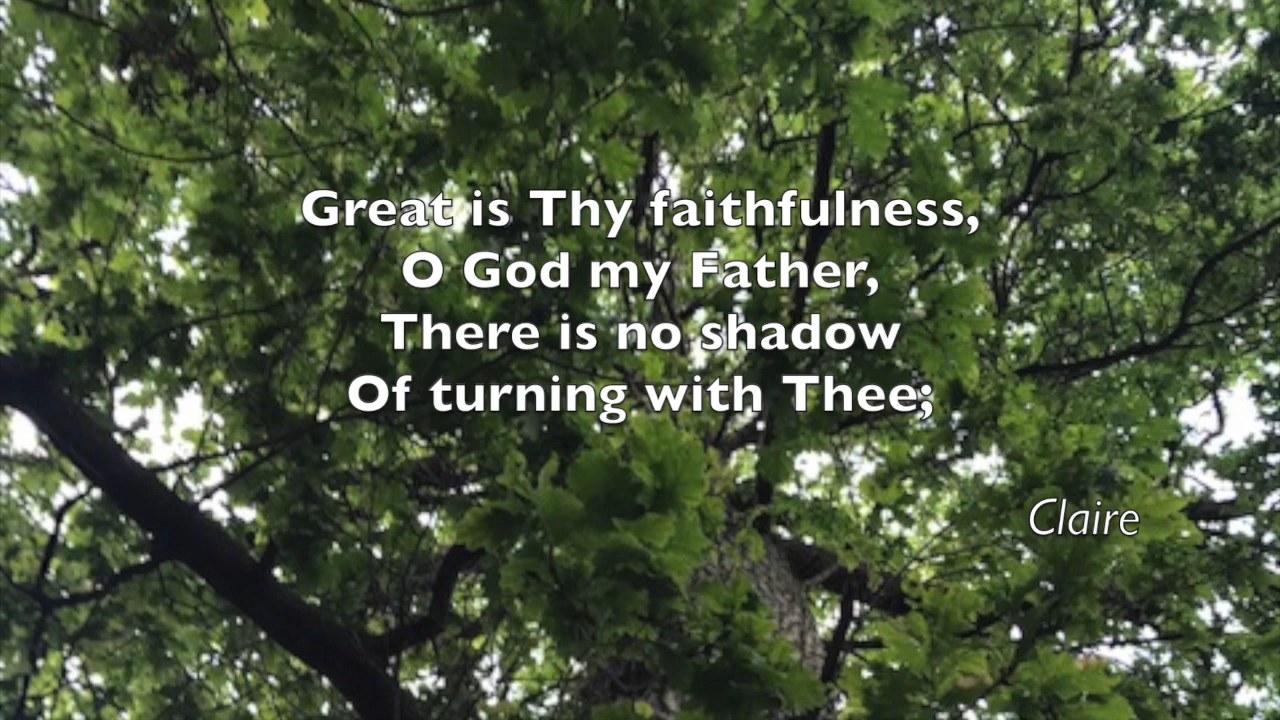 Great is Thy faithfulness,
O God my Father,
There is no shadow
Of turning with Thee;
Claire